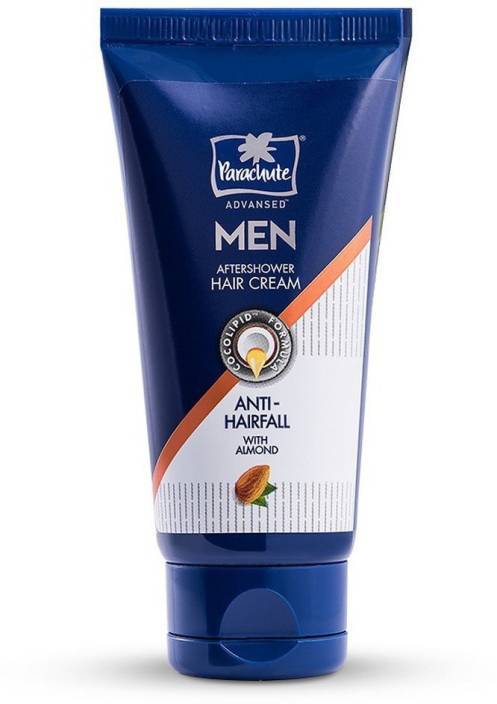 Parachute
ADVANSED™
MEN
AFTERSHOWER
HAIR CREAM
COCOLIPID™ FORMULA
ANTI-
HAIRFALL
WITH
ALMOND